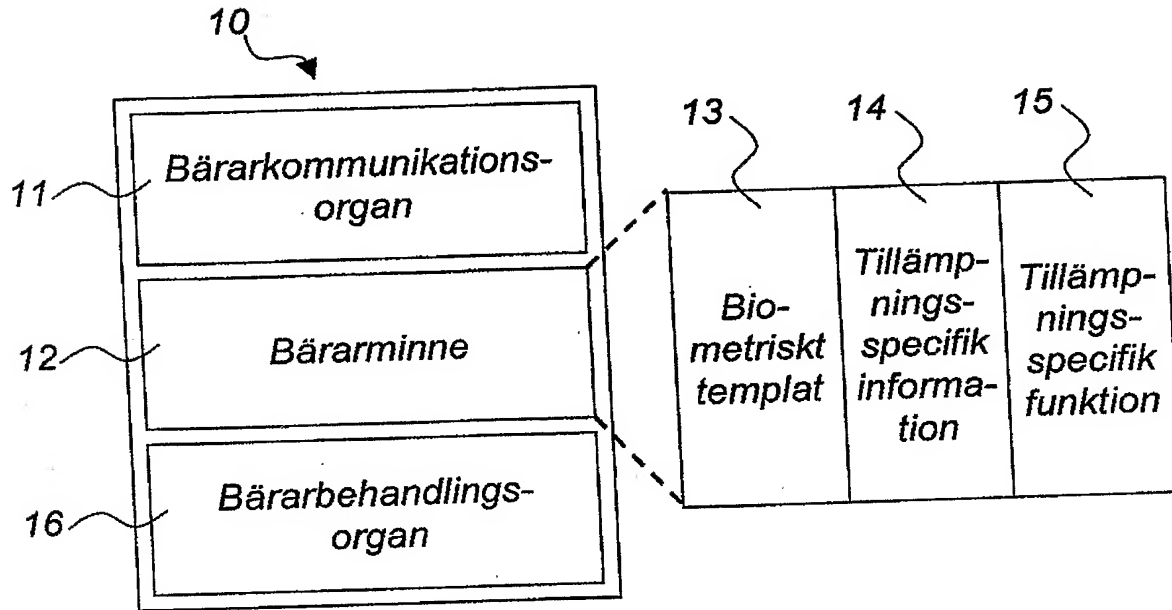 10
11
Bärarkommunikations-
organ
12
Bärarminne
16
Bärarbehandlings-
organ
13
Bio-
metriskt
templat
14
Tillämp-
nings-
specifik
informa-
tion
15
Tillämp-
nings-
specifik
funktion